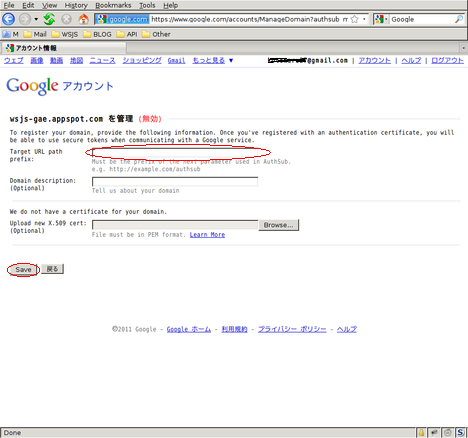 File Edit View History Bookmarks Tools Help
google.com https://www.google.com/accounts/ManageDomain?authsub_m Google
M Mail WSJS BLOG API Other
アカウント情報
ウェブ 画像 動画 地図 ニュース ショッピング Gmail もっと見る ▼ @gmail.com | アカウント | ヘルプ | ログアウト
Google アカウント
wsjs-gae.appspot.com を管理 (無効)
To register your domain, provide the following information. Once you've registered with an authentication certificate, you will
be able to use secure tokens when communicating with a Google service.
Target URL path
prefix:
Must be the prefix of the next parameter used in AuthSub.
e.g. http://example.com/authsub
Domain description:
(Optional)
Tell us about your domain
We do not have a certificate for your domain.
Upload new X.509 cert: Browse...
(Optional)
File must be in PEM format. Learn More
Save 戻る
©2011 Google - Google ホーム - 利用規約 - プライバシー ポリシー - ヘルプ
Done